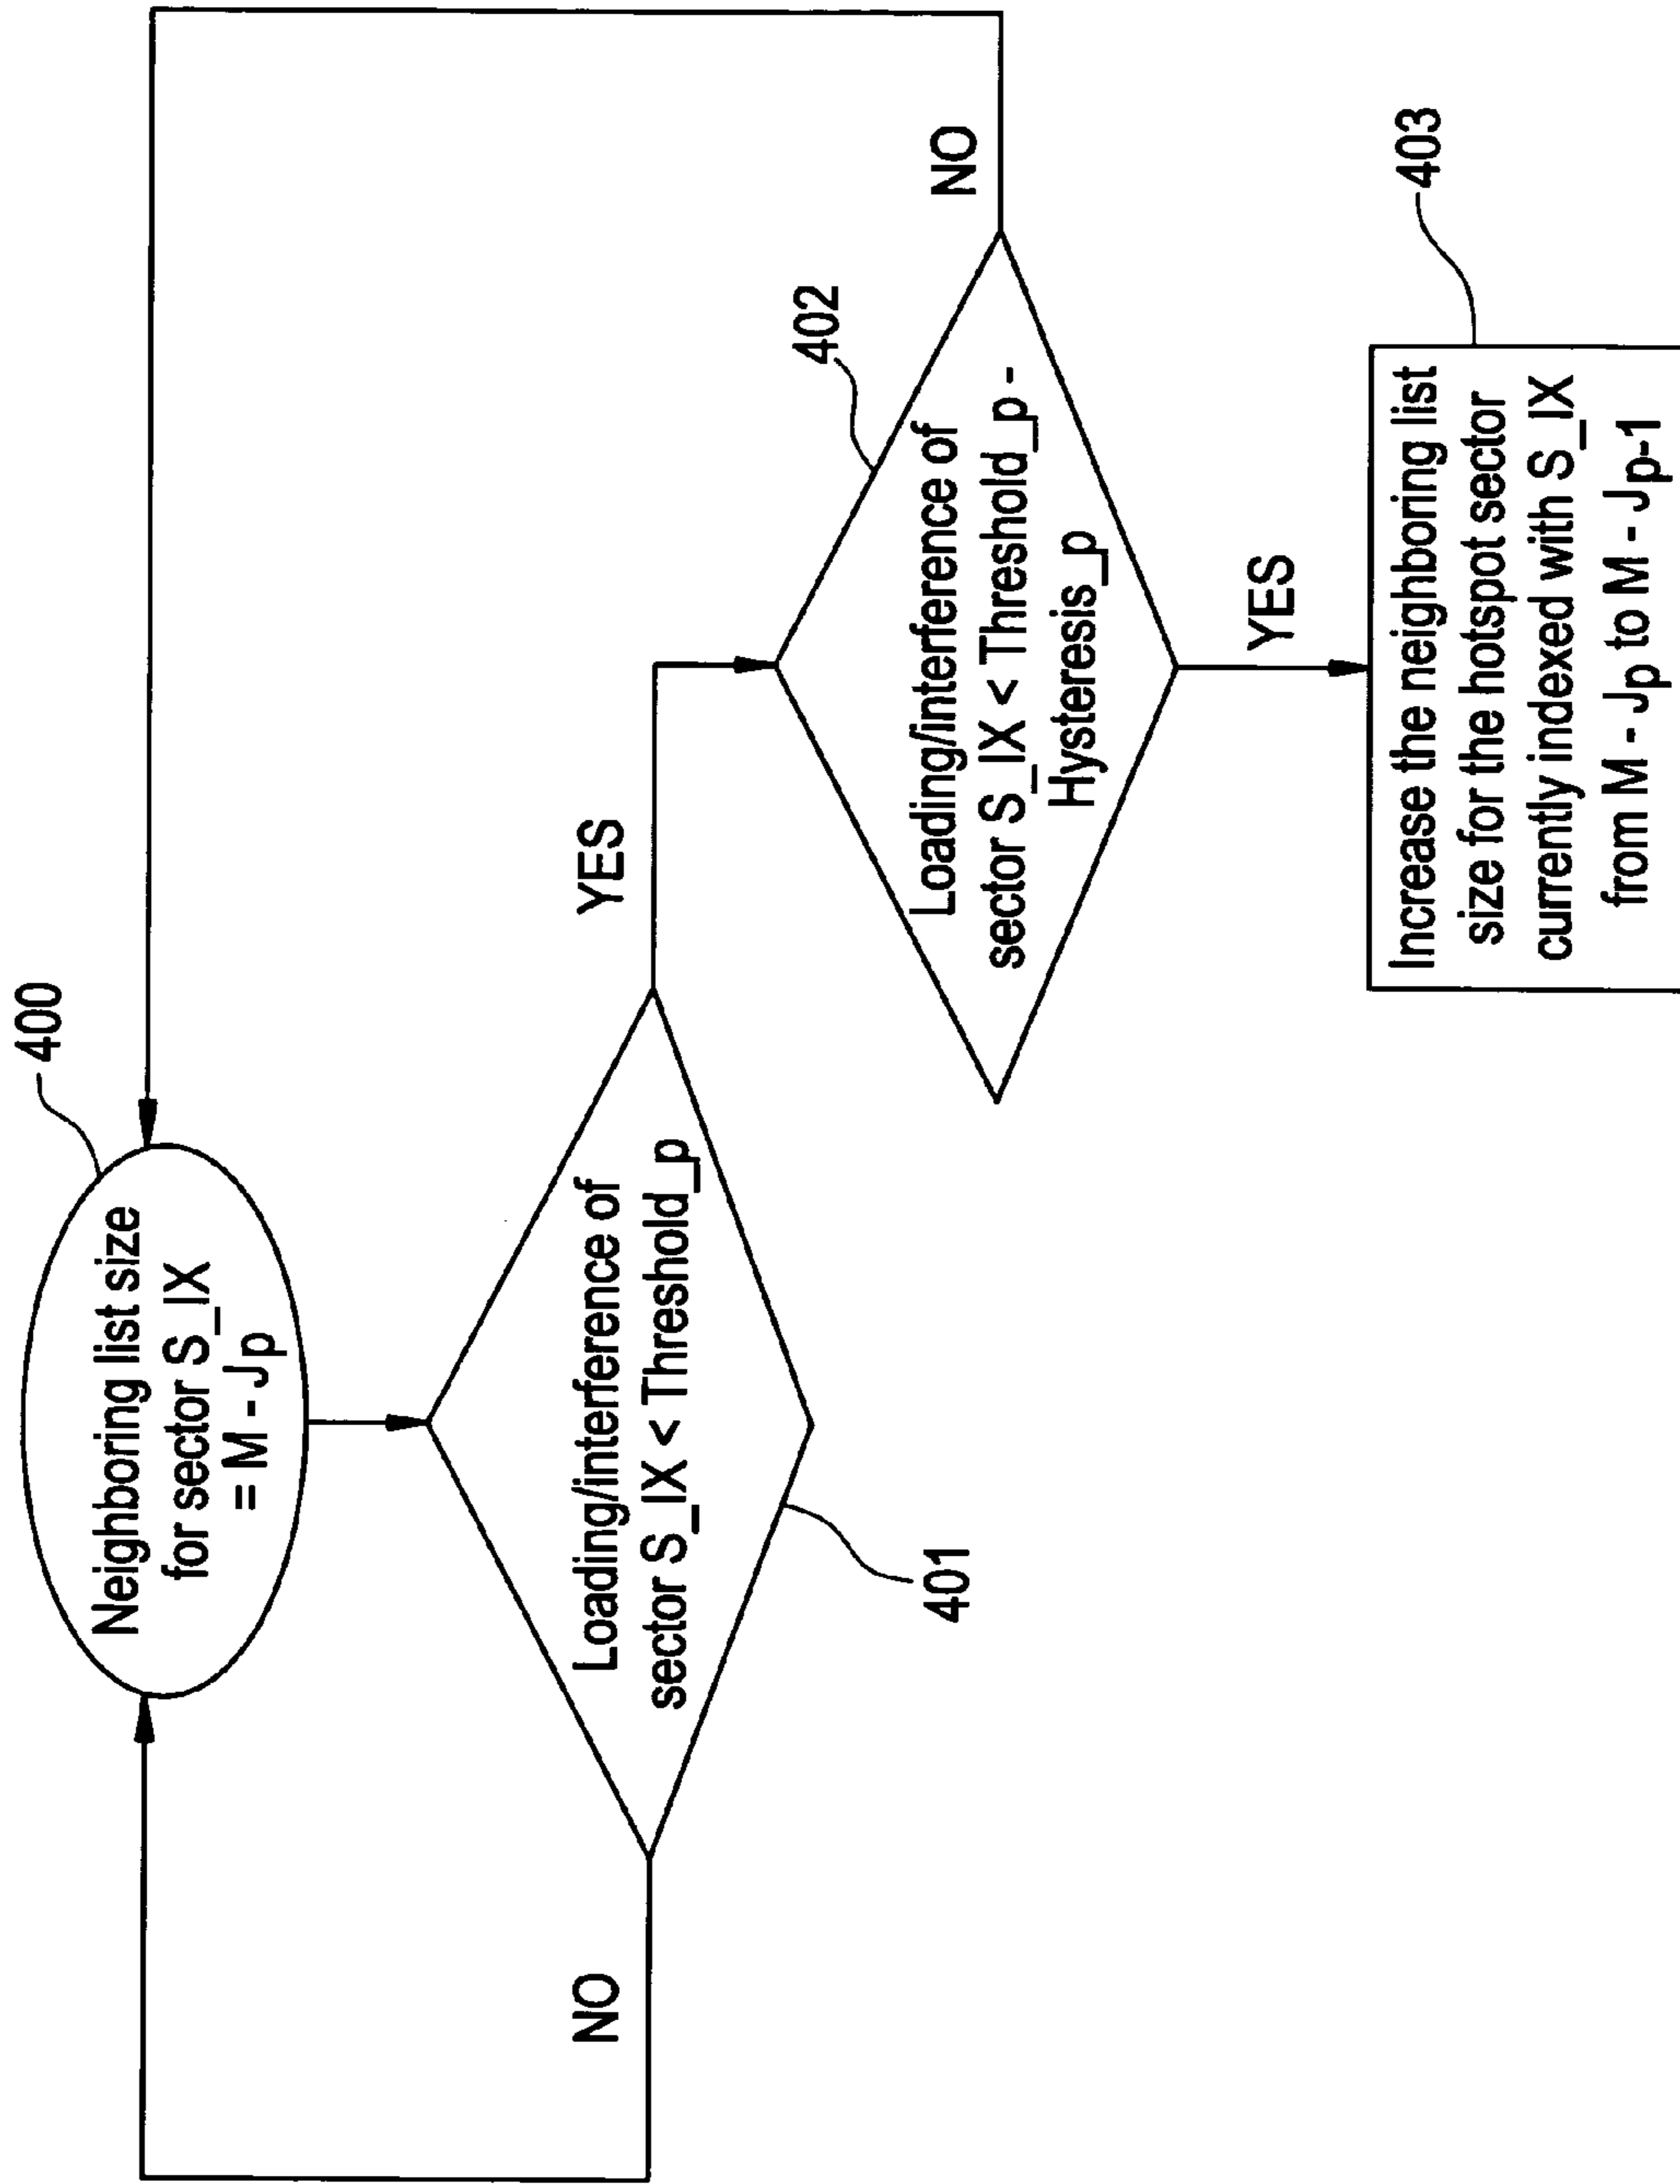 400
Neighboring list size
for sector S_IX
= M - Jp
Loading/interference of
sector S_IX < Threshold_p
401
NO
YES
402
Loading/interference of
sector S_IX < Threshold_p -
Hysteresis_p
NO
YES
403
Increase the neighboring list
size for the hotspot sector
currently indexed with S_IX
from M - Jp to M - Jp-1